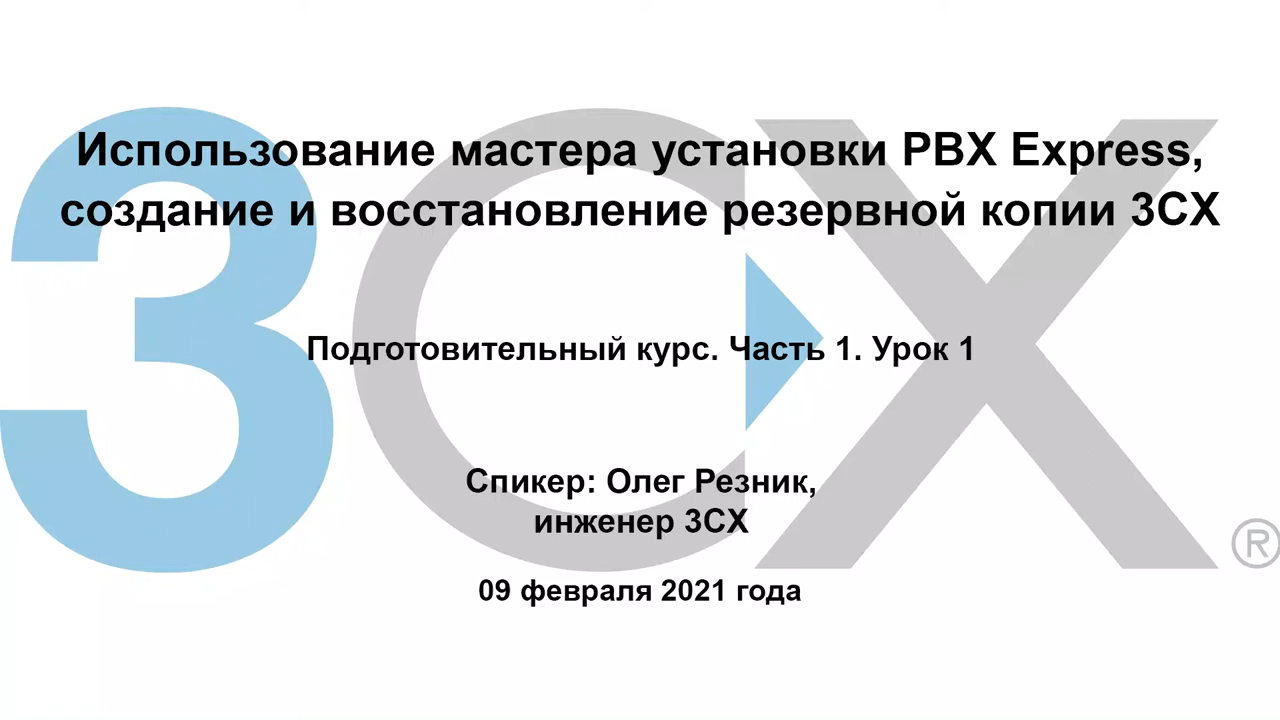 Использование мастера установки PBX Express,
создание и восстановление резервной копии 3CX
Подготовительный курс. Часть 1. Урок 1
Спикер: Олег Резник,
инженер 3CX
09 февраля 2021 года
3CX®